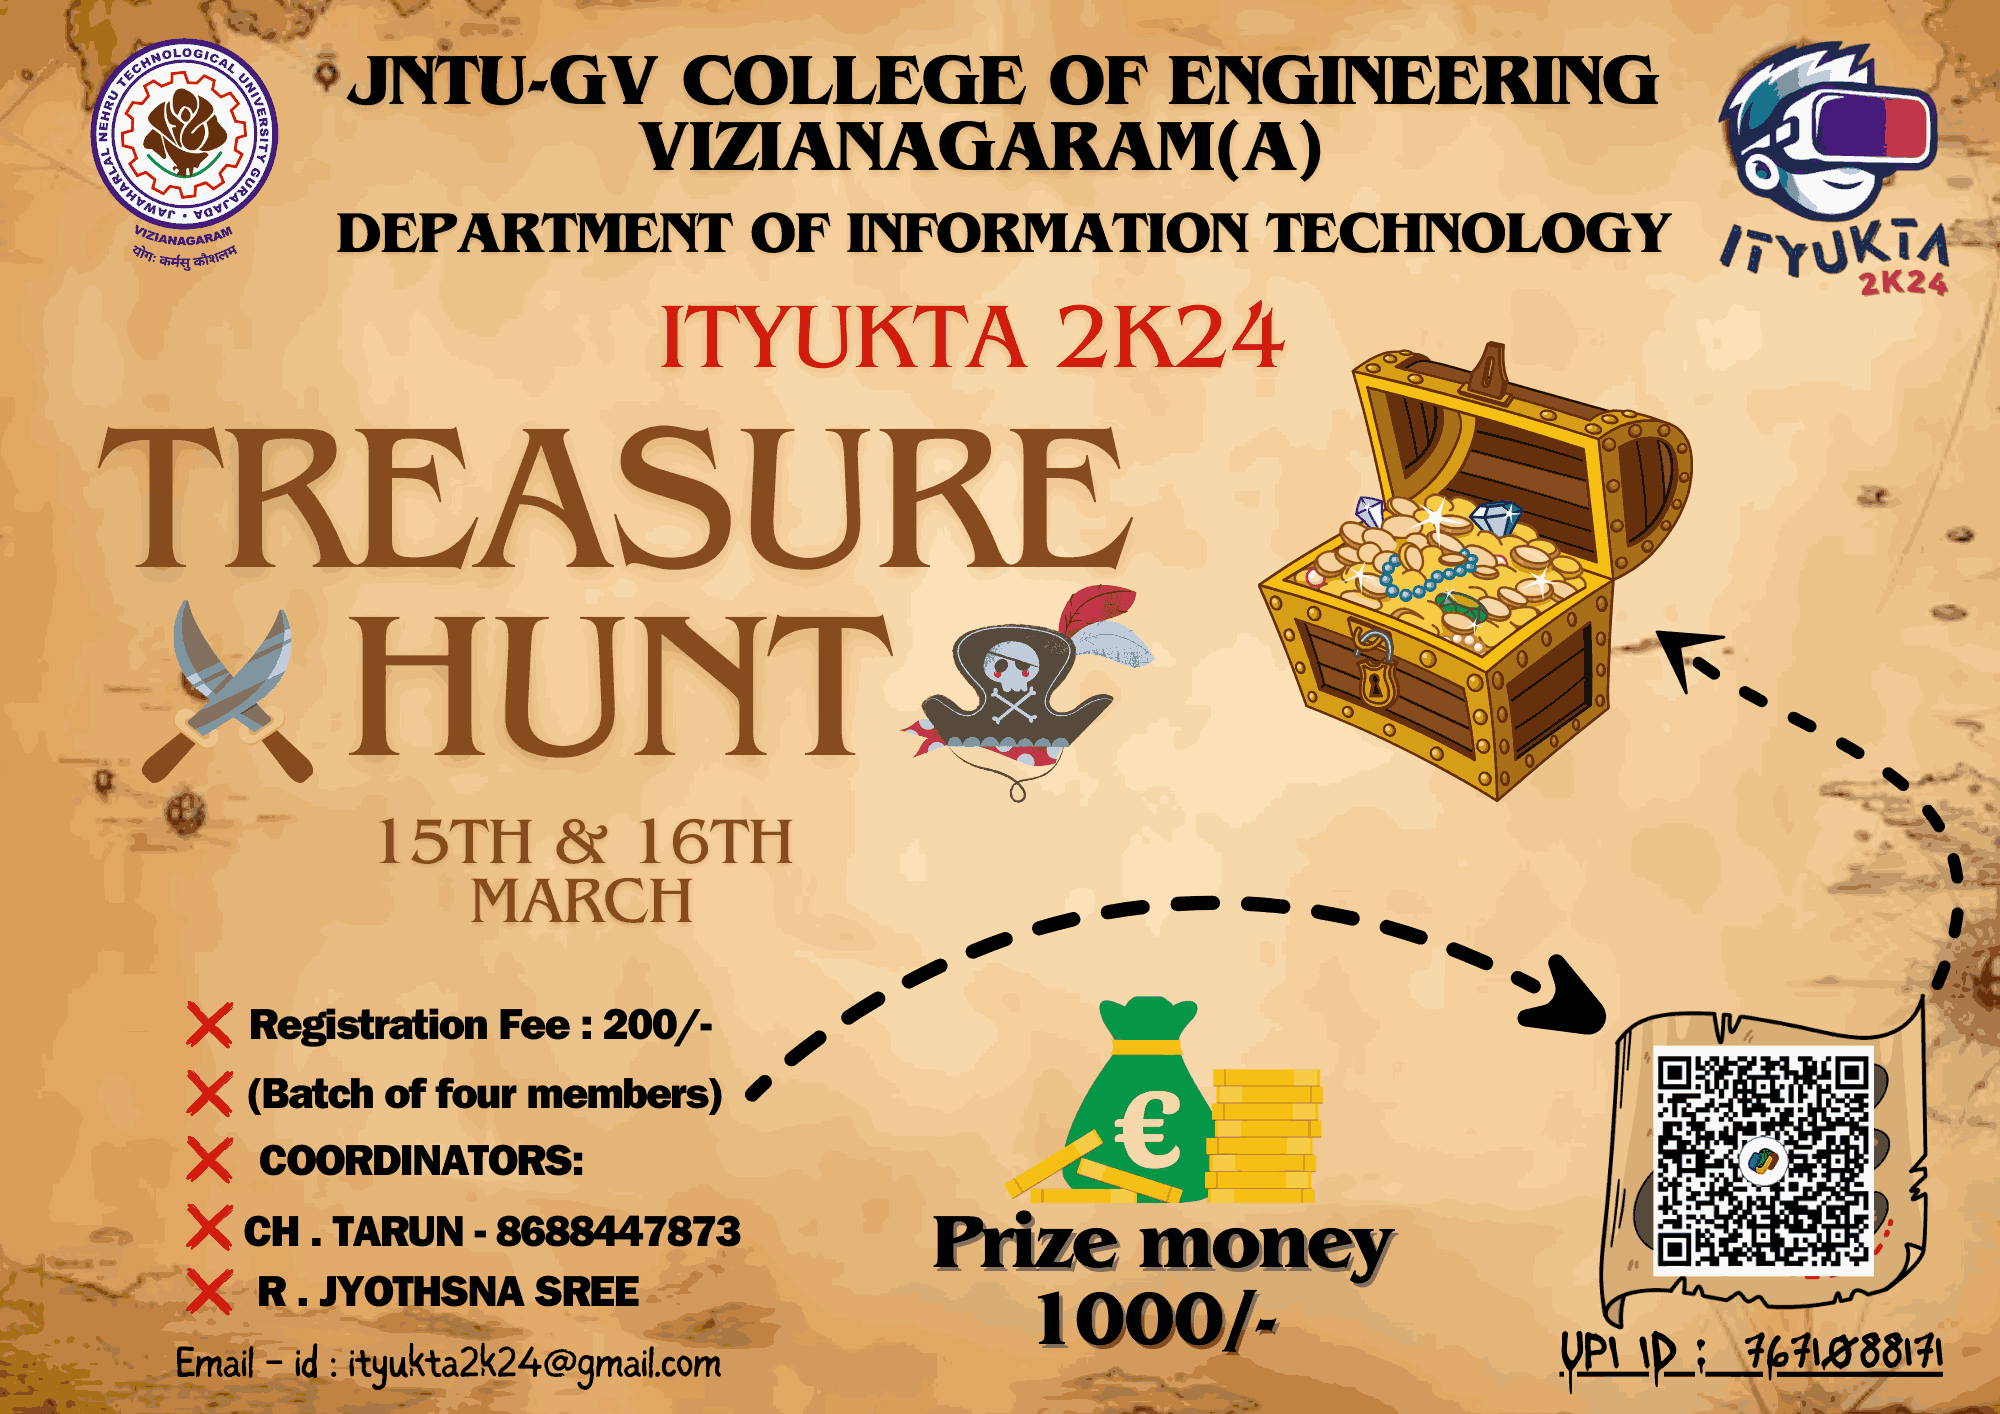 JAWAHARLAL NEHRU TECHNOLOGICAL UNIVERSITY GURAJADA
VIZIANAGARAM
योगः कर्मसु कौशलम
JNTU-GV COLLEGE OF ENGINEERING
VIZIANAGARAM(A)
DEPARTMENT OF INFORMATION TECHNOLOGY
ITYUKTA
2K24
ITYUKTA 2K24
TREASURE
HUNT
15TH & 16TH
MARCH
Registration Fee : 200/-
(Batch of four members)
COORDINATORS:
CH . TARUN - 8688447873
R . JYOTHSNA SREE
Email - id : ityukta2k24@gmail.com
€
Prize money
1000/-
UPI ID : 7671088171